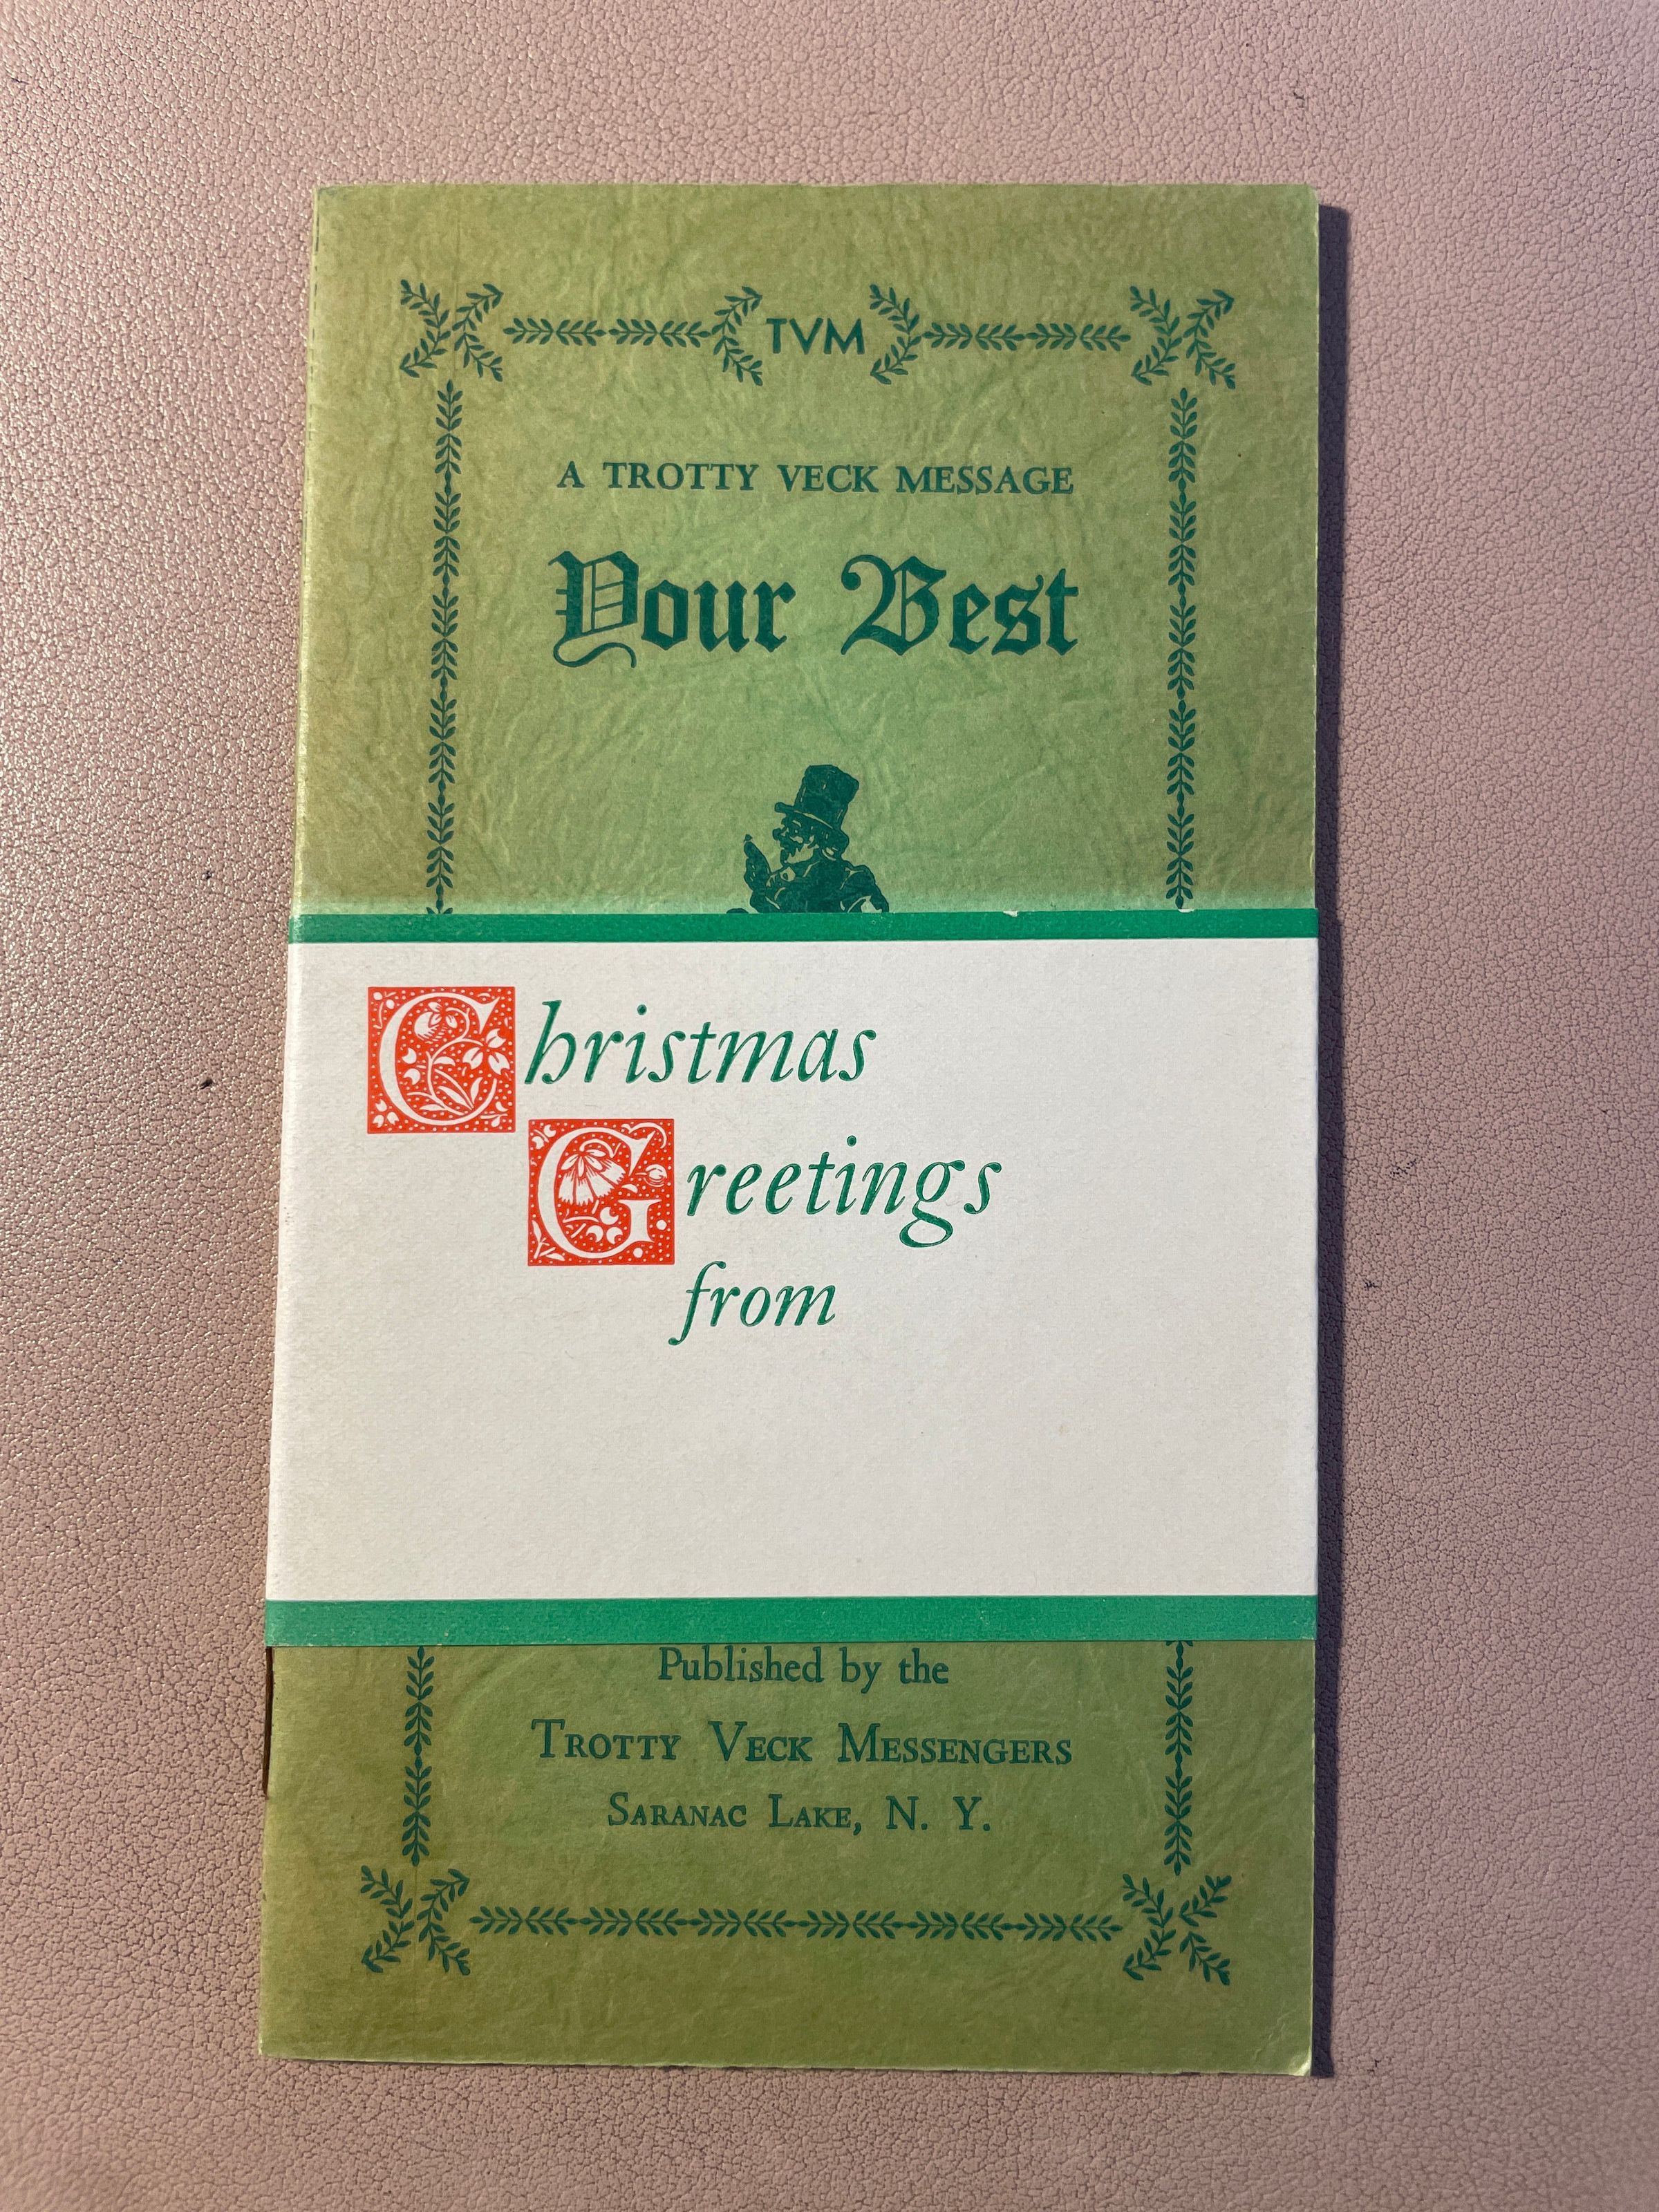 TVM
A TROTTY VECK MESSAGE
Your Best
Christmas
Greetings
from
Published by the
TROTTY VECK MESSENGERS
SARANAC LAKE, N. Y.